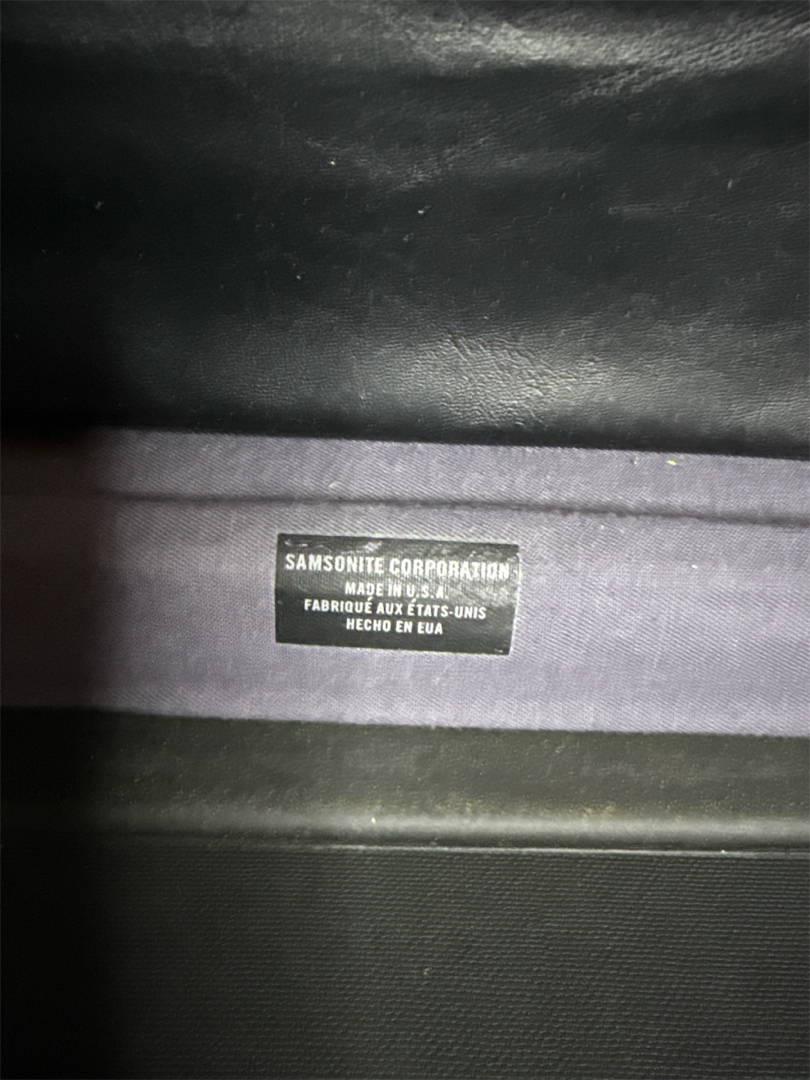 SAMSONITE CORPORATION
MADE IN U.S.A.
FABRIQUÉ AUX ÉTATS-UNIS
HECHO EN EUA